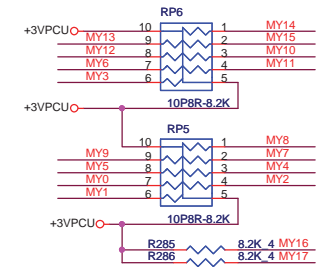 RP6
+3VPCU 10 1 MY14
MY13 9 2 MY15
MY12 8 3 MY10
MY6 7 4 MY11
MY3 6 5
+3VPCU 10P8R-8.2K
RP5
10 1 MY8
MY9 9 2 MY7
MY5 8 3 MY4
MY0 7 4 MY2
MY1 6 5
+3VPCU 10P8R-8.2K
R285 8.2K_4 MY16
R286 8.2K_4 MY17